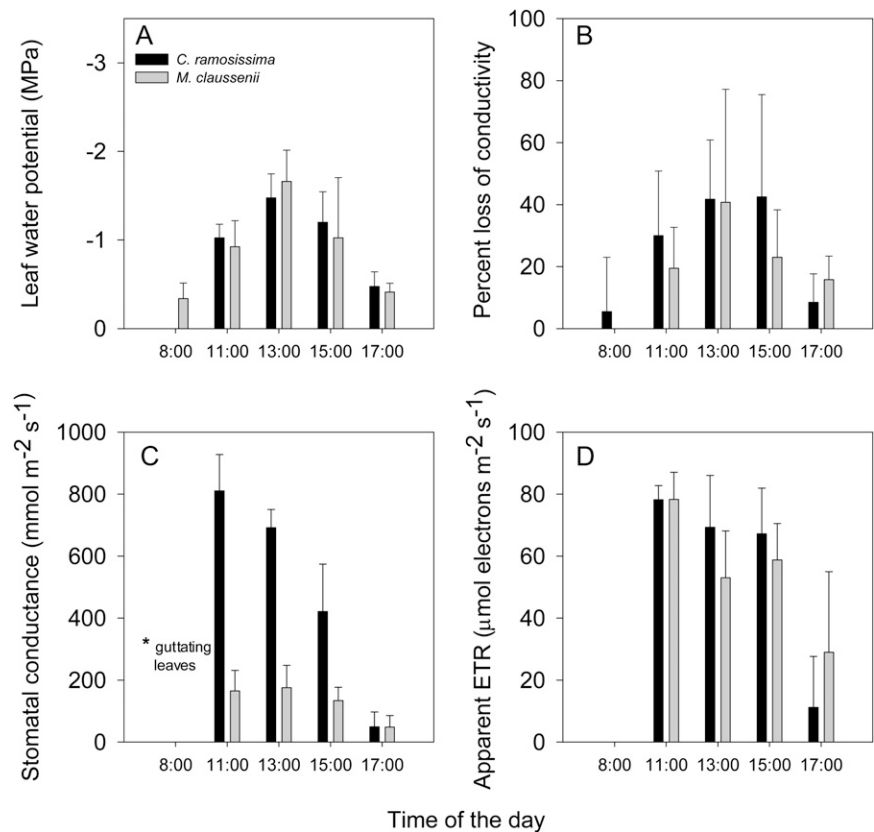 A
C. ramosissima
M. claussenii
Leaf water potential (MPa)
-3
-2
-1
0
8:00 11:00 13:00 15:00 17:00
B
Percent loss of conductivity
100
80
60
40
20
0
8:00 11:00 13:00 15:00 17:00
C
Stomatal conductance (mmol m-2 s-1)
1000
800
600
400
200
0
* guttating
leaves
8:00 11:00 13:00 15:00 17:00
D
Apparent ETR (μmol electrons m-2 s-1)
100
80
60
40
20
0
8:00 11:00 13:00 15:00 17:00
Time of the day